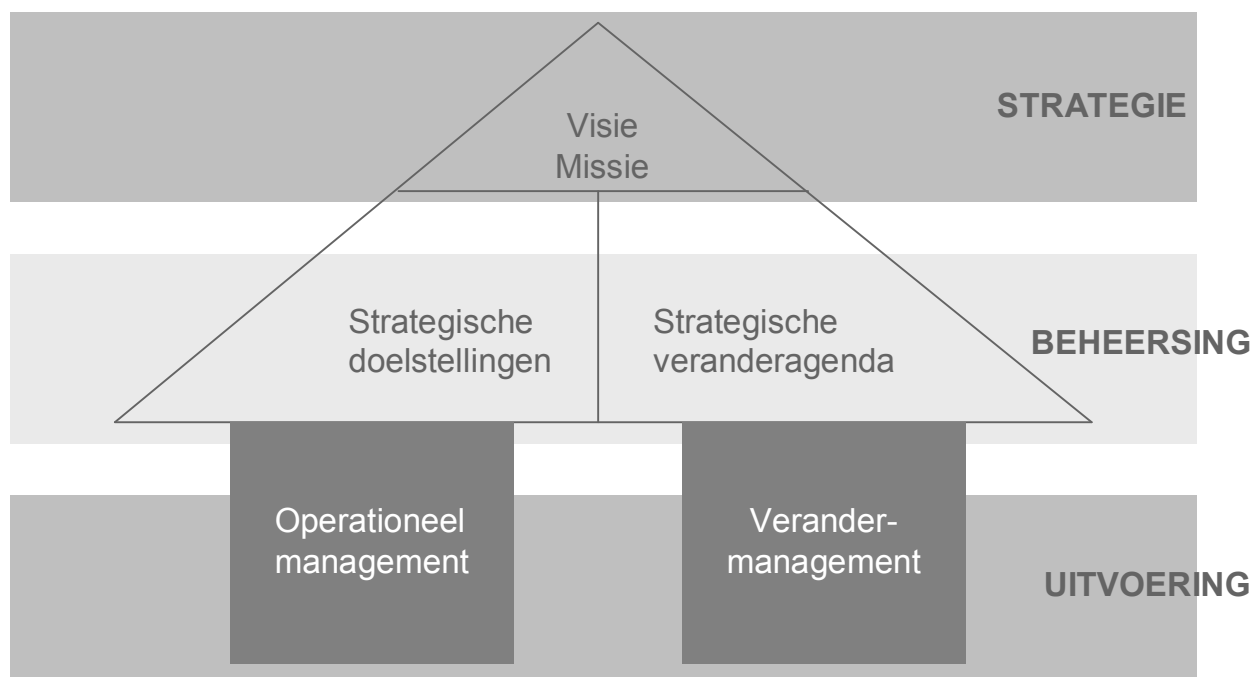 STRATEGIE
Visie
Missie
Strategische
doelstellingen
Strategische
veranderagenda
BEHEERSING
Operationeel
management
Verander-
management
UITVOERING